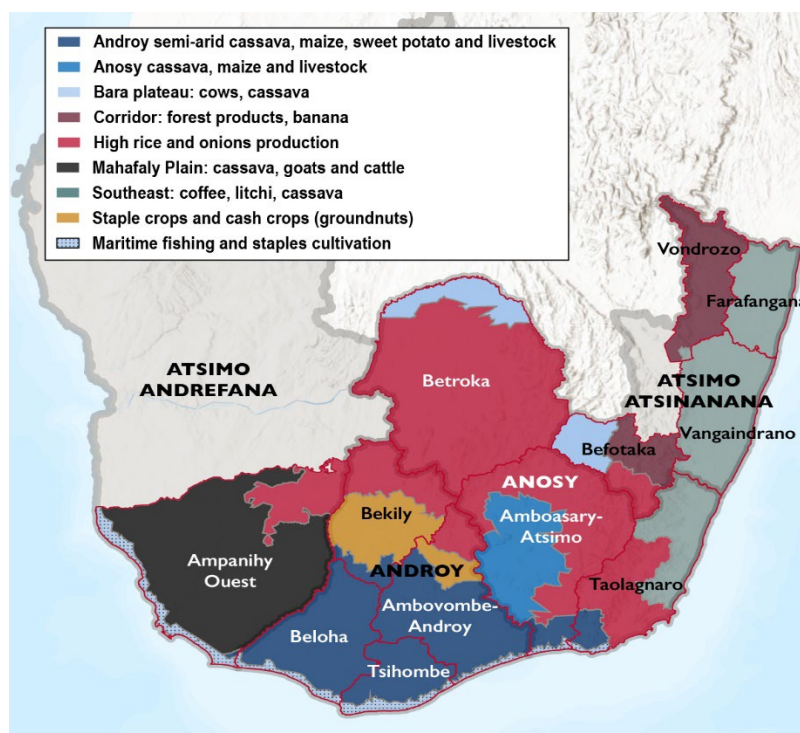 Androy semi-arid cassava, maize, sweet potato and livestock
Anosy cassava, maize and livestock
Bara plateau: cows, cassava
Corridor: forest products, banana
High rice and onions production
Mahafaly Plain: cassava, goats and cattle
Southeast: coffee, litchi, cassava
Staple crops and cash crops (groundnuts)
Maritime fishing and staples cultivation
Vondrozo
Farafangana
ATSIMO
ANDREFANA
Betroka
ATSIMO
ATSINANANA
Vangaindrano
Befotaka
ANOSY
Bekily
Amboasary-
Atsimo
Ampanihy
Ouest
ANDROY
Taolagnaro
Ambovombe-
Androy
Beloha
Tsihombe